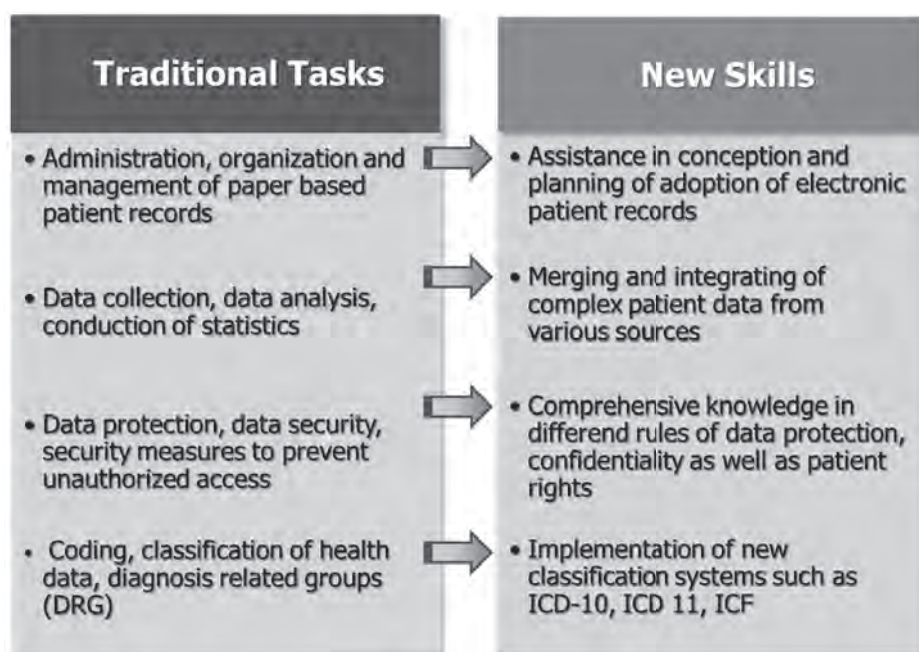 Traditional Tasks
• Administration, organization and
management of paper based
patient records
• Data collection, data analysis,
conduction of statistics
• Data protection, data security,
security measures to prevent
unauthorized access
• Coding, classification of health
data, diagnosis related groups
(DRG)
New Skills
• Assistance in conception and
planning of adoption of electronic
patient records
• Merging and integrating of
complex patient data from
various sources
• Comprehensive knowledge in
differend rules of data protection,
confidentiality as well as patient
rights
• Implementation of new
classification systems such as
ICD-10, ICD 11, ICF